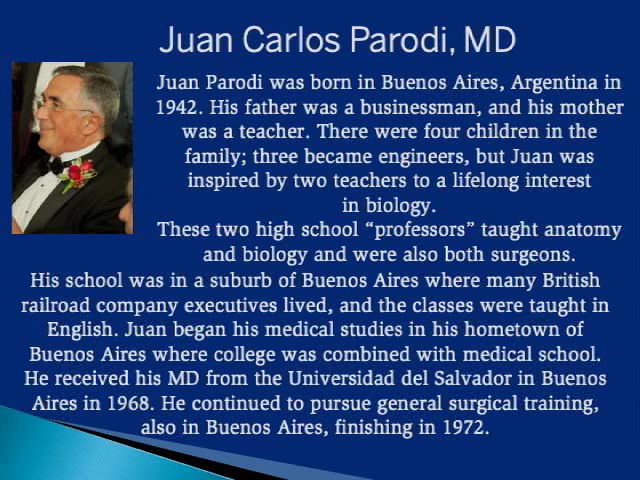 Juan Carlos Parodi, MD
Juan Parodi was born in Buenos Aires, Argentina in
1942. His father was a businessman, and his mother
was a teacher. There were four children in the
family; three became engineers, but Juan was
inspired by two teachers to a lifelong interest
in biology.
These two high school “professors” taught anatomy
and biology and were also both surgeons.
His school was in a suburb of Buenos Aires where many British
railroad company executives lived, and the classes were taught in
English. Juan began his medical studies in his hometown of
Buenos Aires where college was combined with medical school.
He received his MD from the Universidad del Salvador in Buenos
Aires in 1968. He continued to pursue general surgical training,
also in Buenos Aires, finishing in 1972.